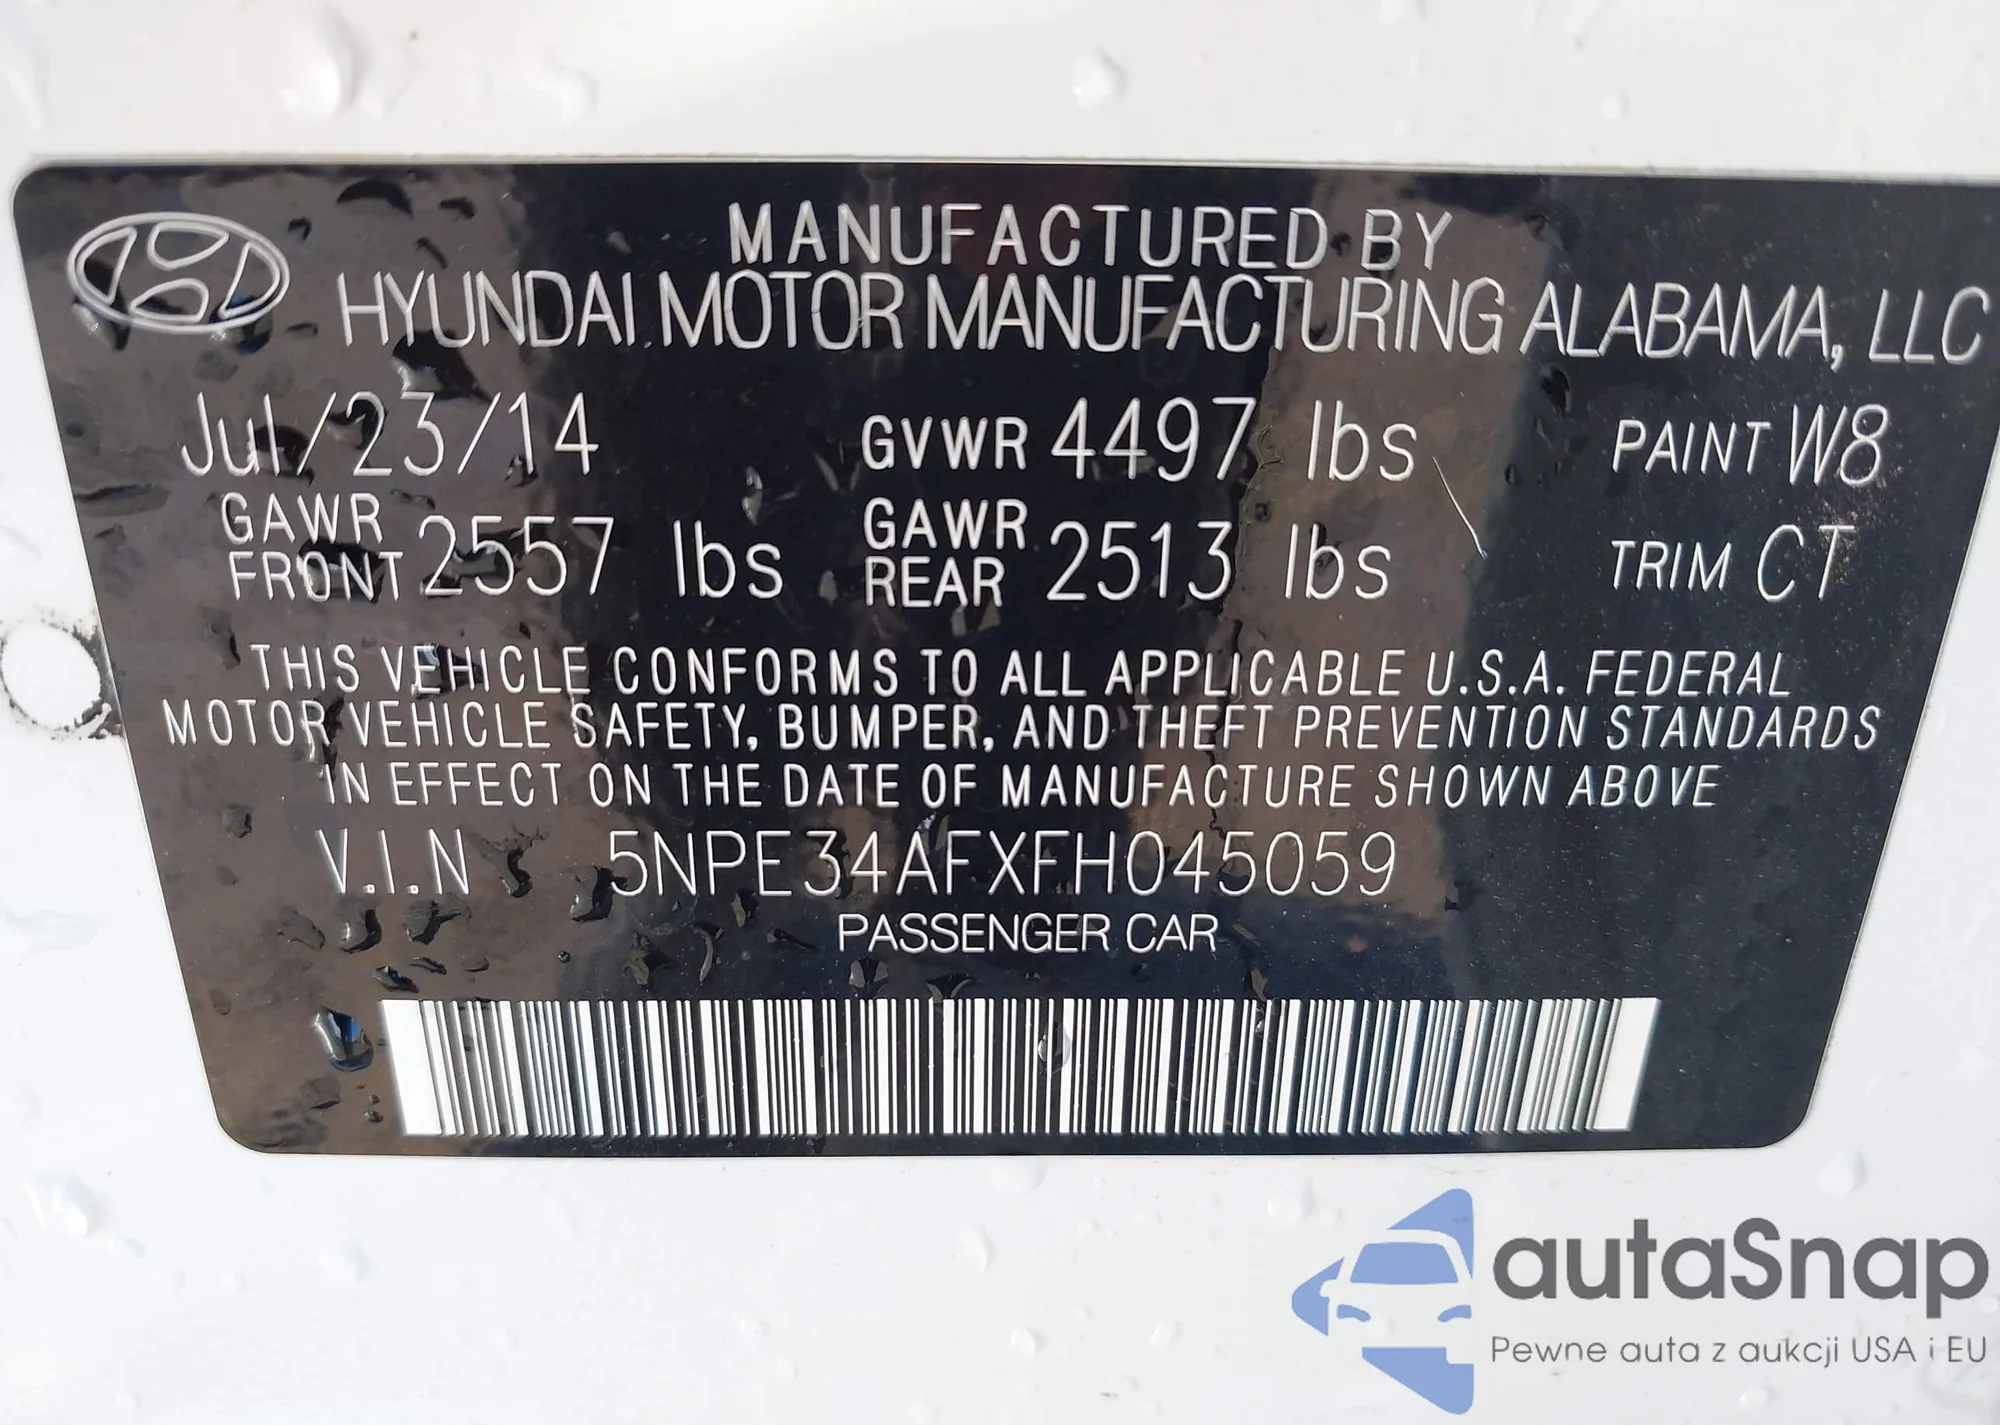 MANUFACTURED BY
HYUNDAI MOTOR MANUFACTURING ALABAMA, LLC
Jul/23/14 GVWR 4497 lbs PAINT W8
GAWR FRONT 2557 lbs GAWR REAR 2513 lbs TRIM CT
THIS VEHICLE CONFORMS TO ALL APPLICABLE U.S.A. FEDERAL
MOTOR VEHICLE SAFETY, BUMPER, AND THEFT PREVENTION STANDARDS
IN EFFECT ON THE DATE OF MANUFACTURE SHOWN ABOVE
V.I.N 5NPE34AFXFH045059
PASSENGER CAR
autaSnap
Pewne auta z aukcji USA i EU